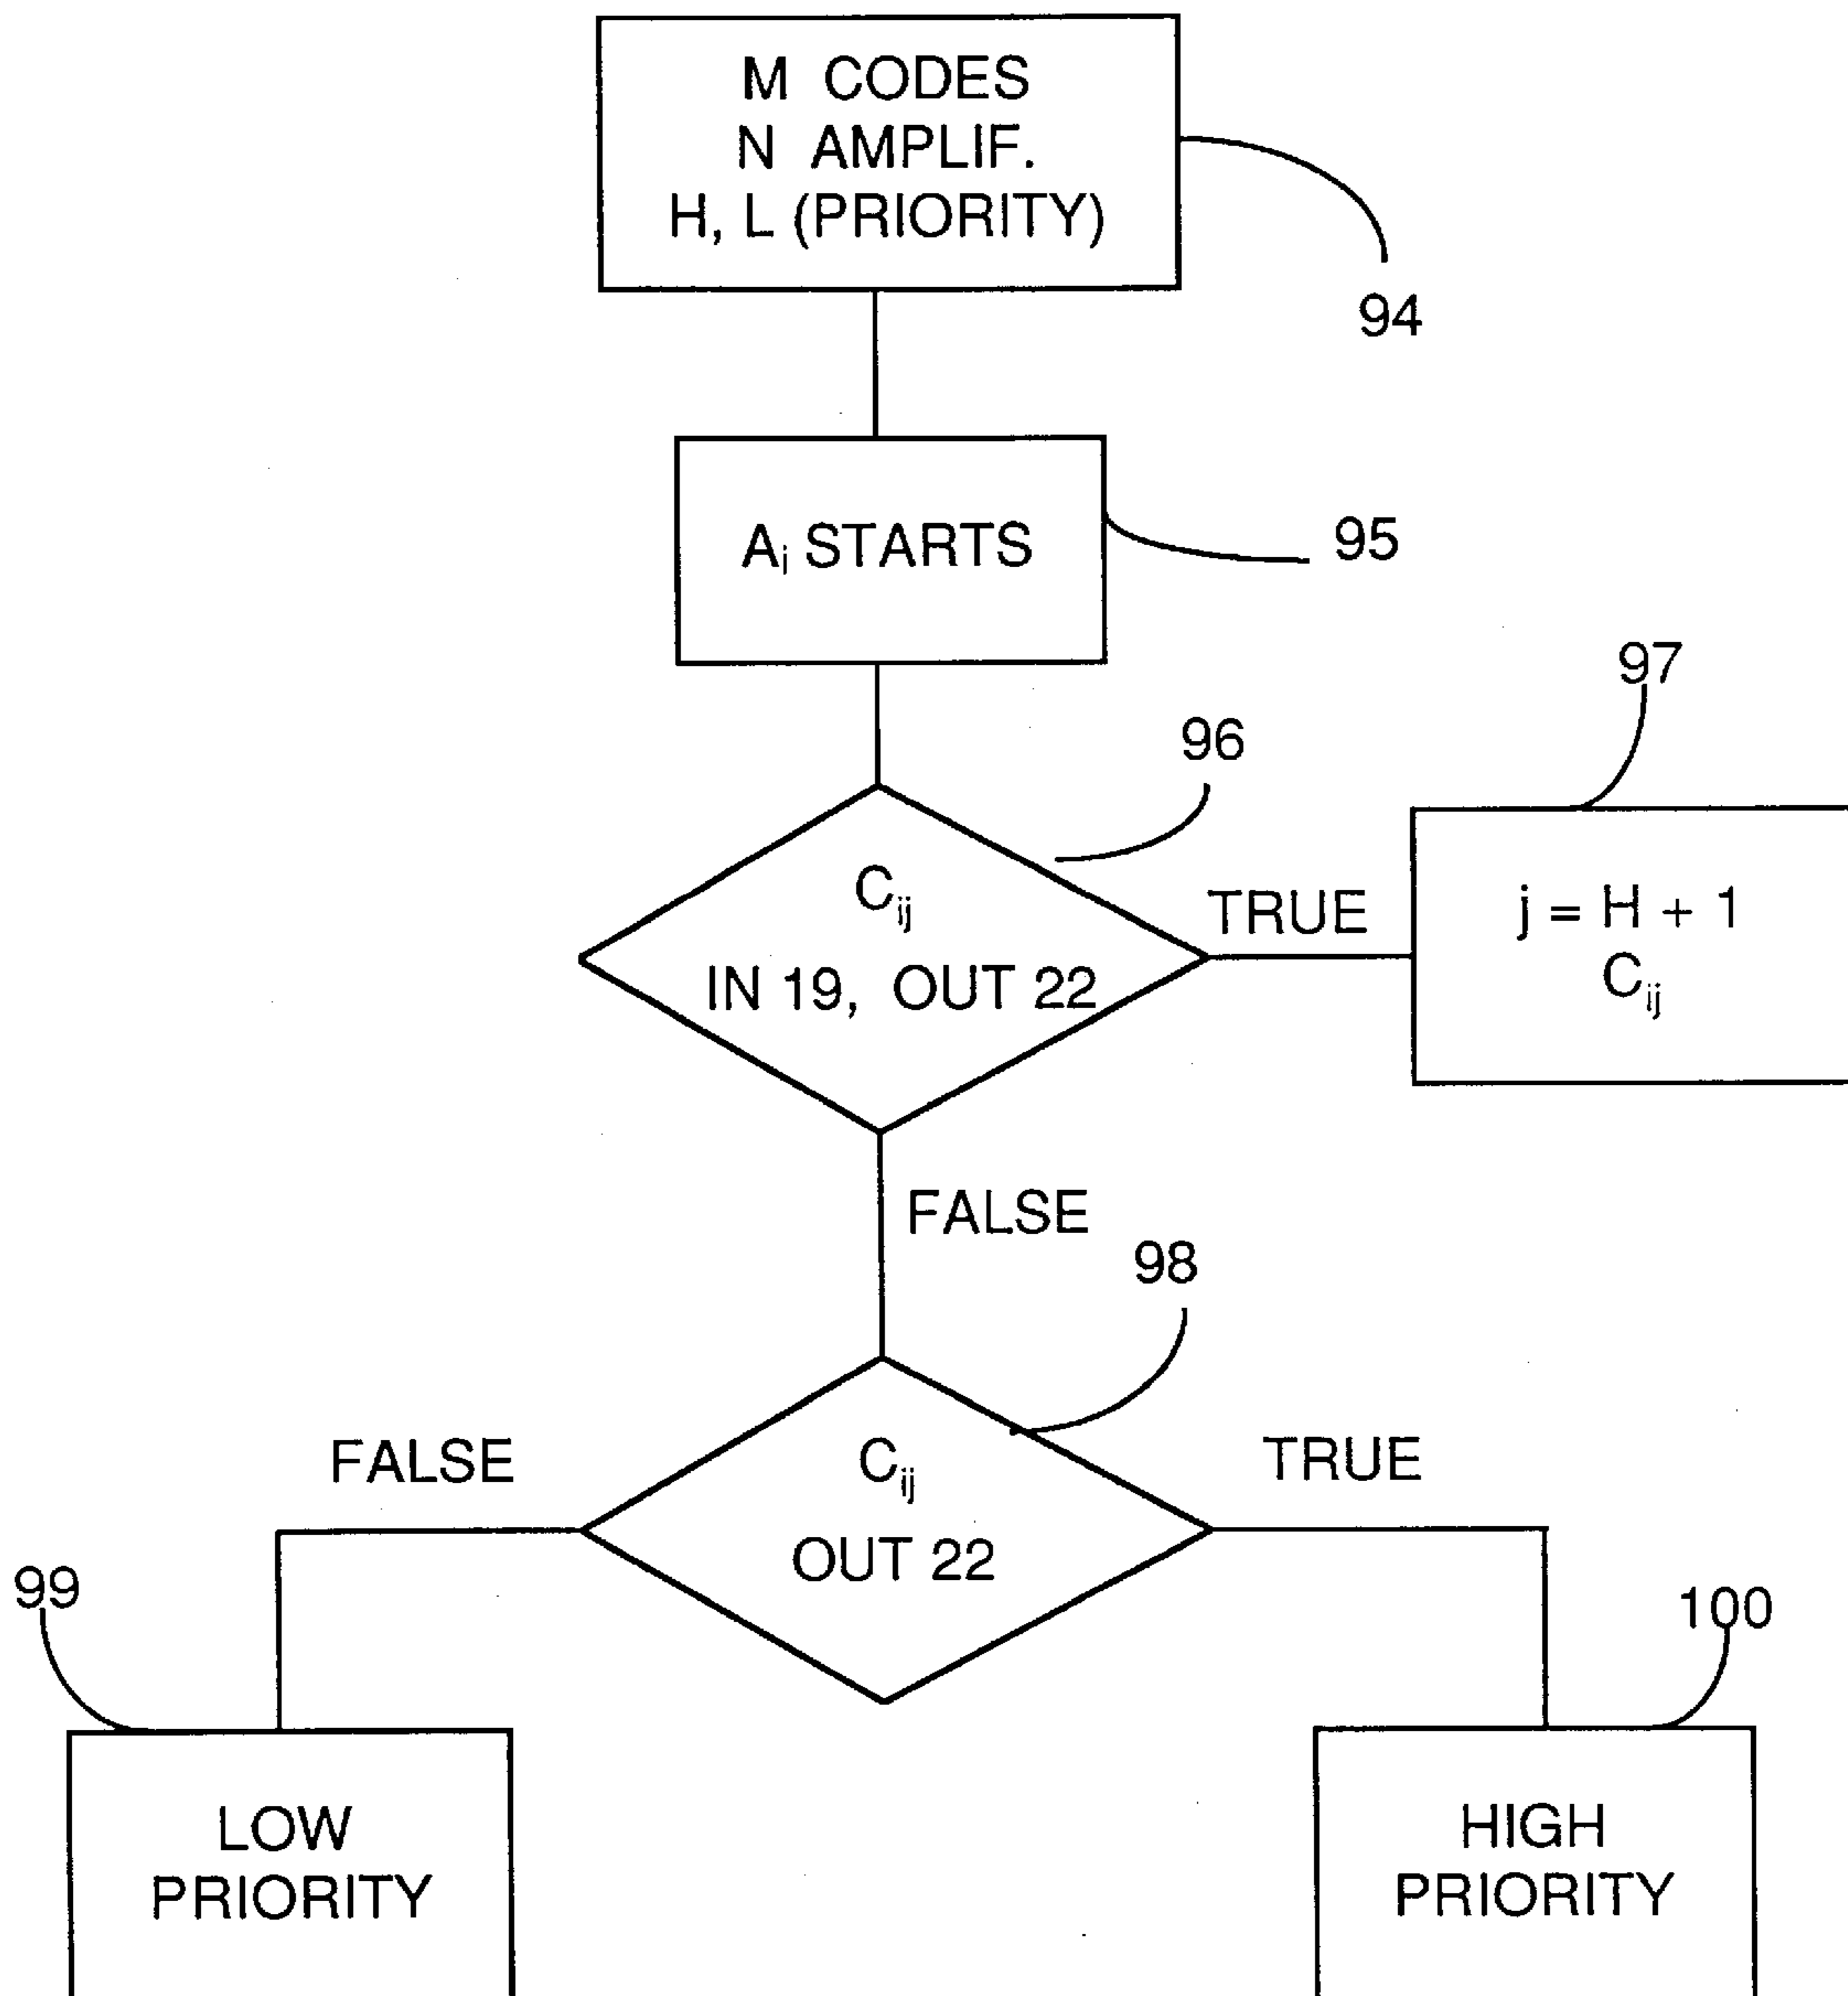 M CODES
N AMPLIF.
H, L (PRIORITY)
94
Ai STARTS
95
97
96
Cij
IN 19, OUT 22
TRUE
j = H + 1
Cij
FALSE
98
FALSE
Cij
OUT 22
TRUE
99
100
LOW
PRIORITY
HIGH
PRIORITY